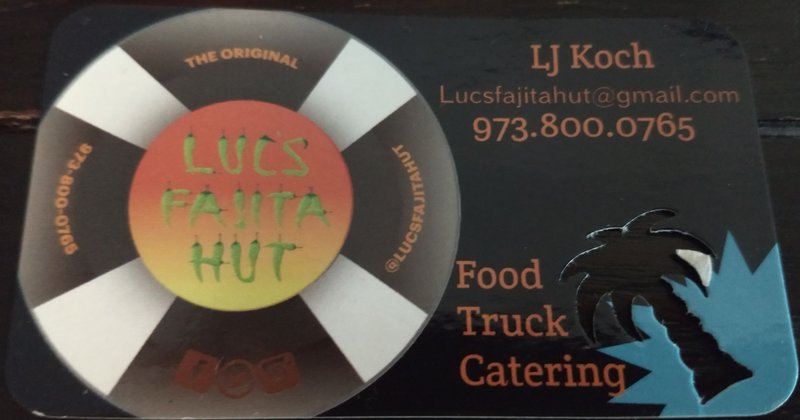 THE ORIGINAL
973-800-0765
LUC'S
FAJITA
HUT
@LUCSFAJITAHUT
LJ Koch
Lucsfajitahut@gmail.com
973.800.0765
Food
Truck
Catering